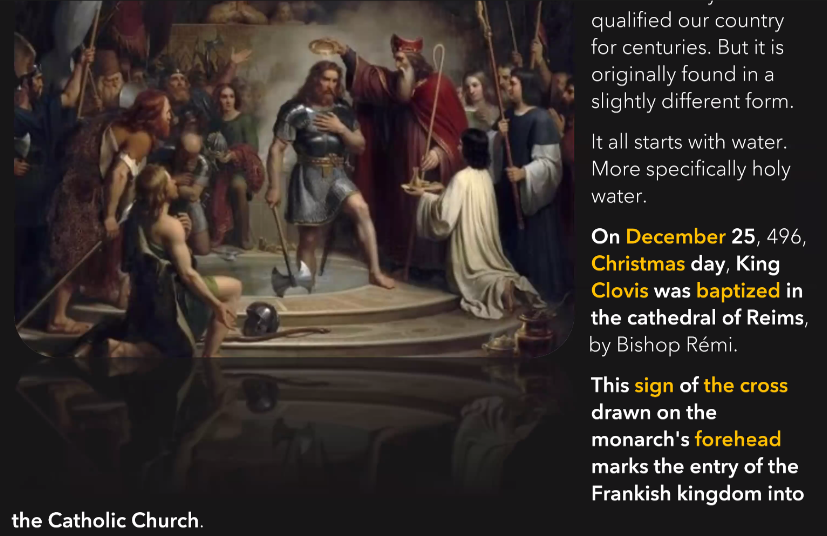 qualified our country
for centuries. But it is
originally found in a
slightly different form.
It all starts with water.
More specifically holy
water.
On December 25, 496,
Christmas day, King
Clovis was baptized in
the cathedral of Reims,
by Bishop Rémi.
This sign of the cross
drawn on the
monarch's forehead
marks the entry of the
Frankish kingdom into
the Catholic Church.